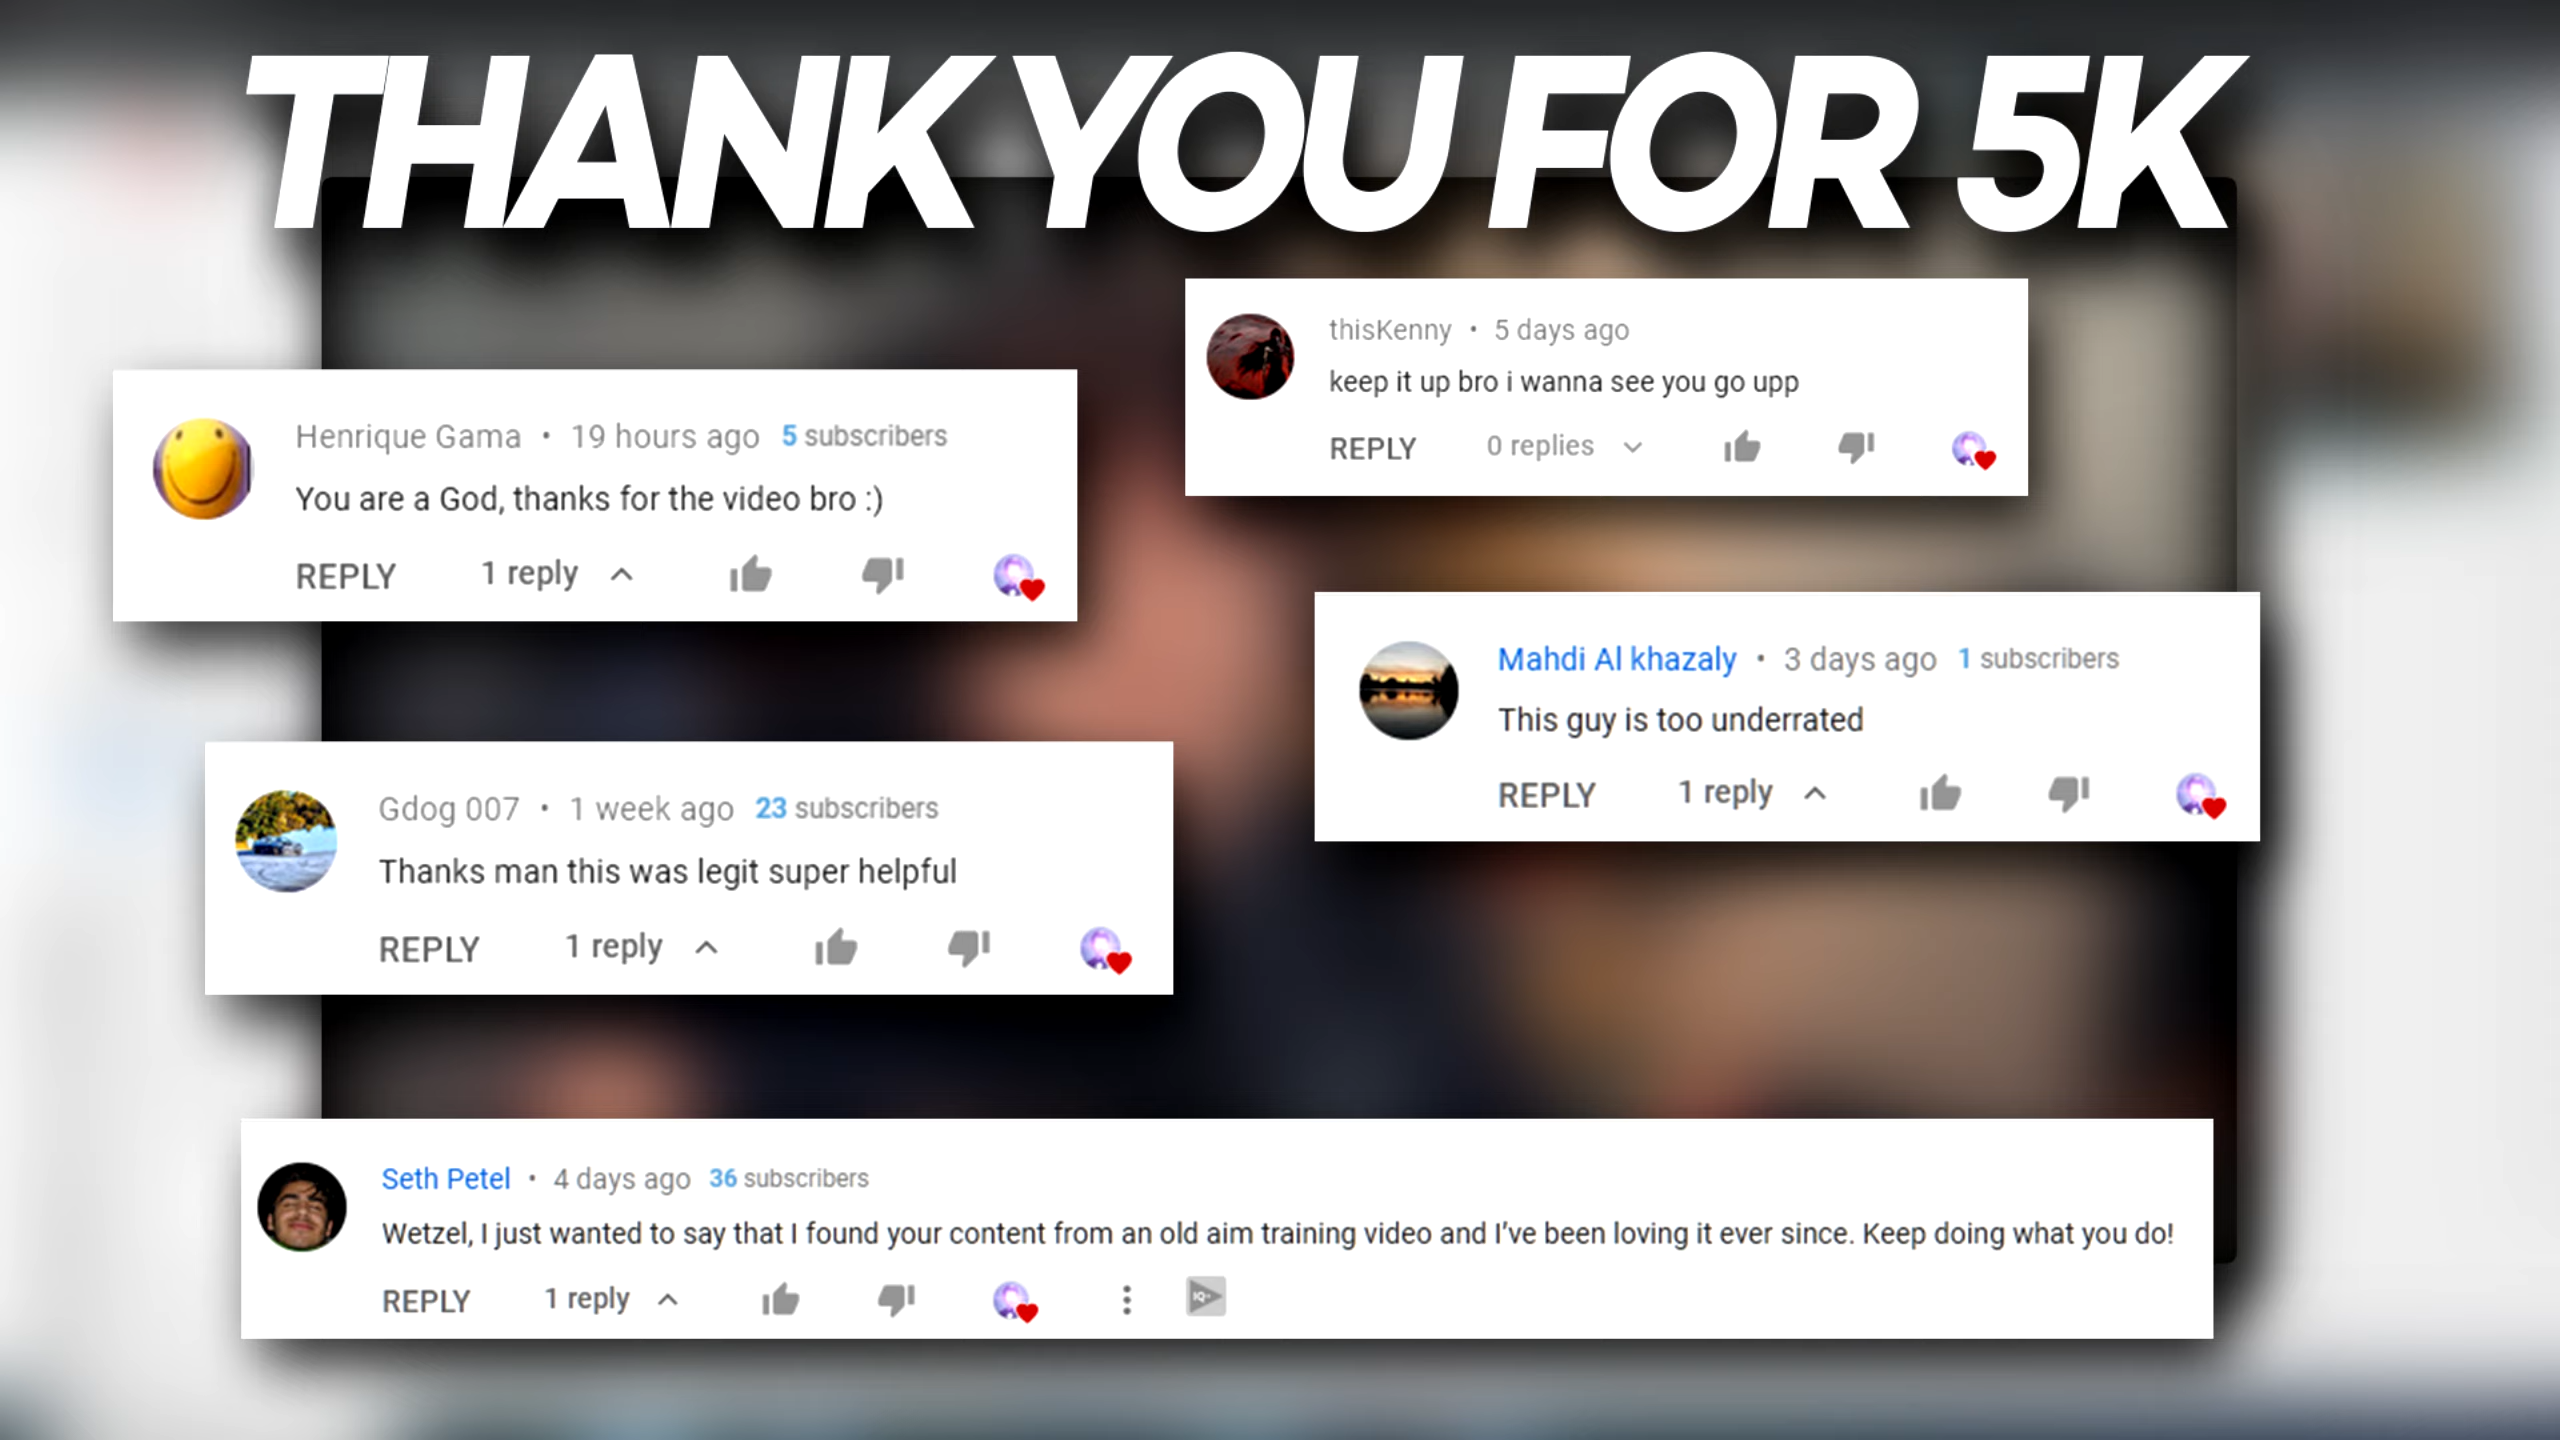 THANK YOU FOR 5K
thisKenny • 5 days ago
keep it up bro i wanna see you go upp
REPLY 0 replies
Henrique Gama • 19 hours ago 5 subscribers
You are a God, thanks for the video bro :)
REPLY 1 reply
Mahdi Al khazaly • 3 days ago 1 subscribers
This guy is too underrated
REPLY 1 reply
Gdog 007 • 1 week ago 23 subscribers
Thanks man this was legit super helpful
REPLY 1 reply
Seth Petel • 4 days ago 36 subscribers
Wetzel, I just wanted to say that I found your content from an old aim training video and I've been loving it ever since. Keep doing what you do!
REPLY 1 reply IQ